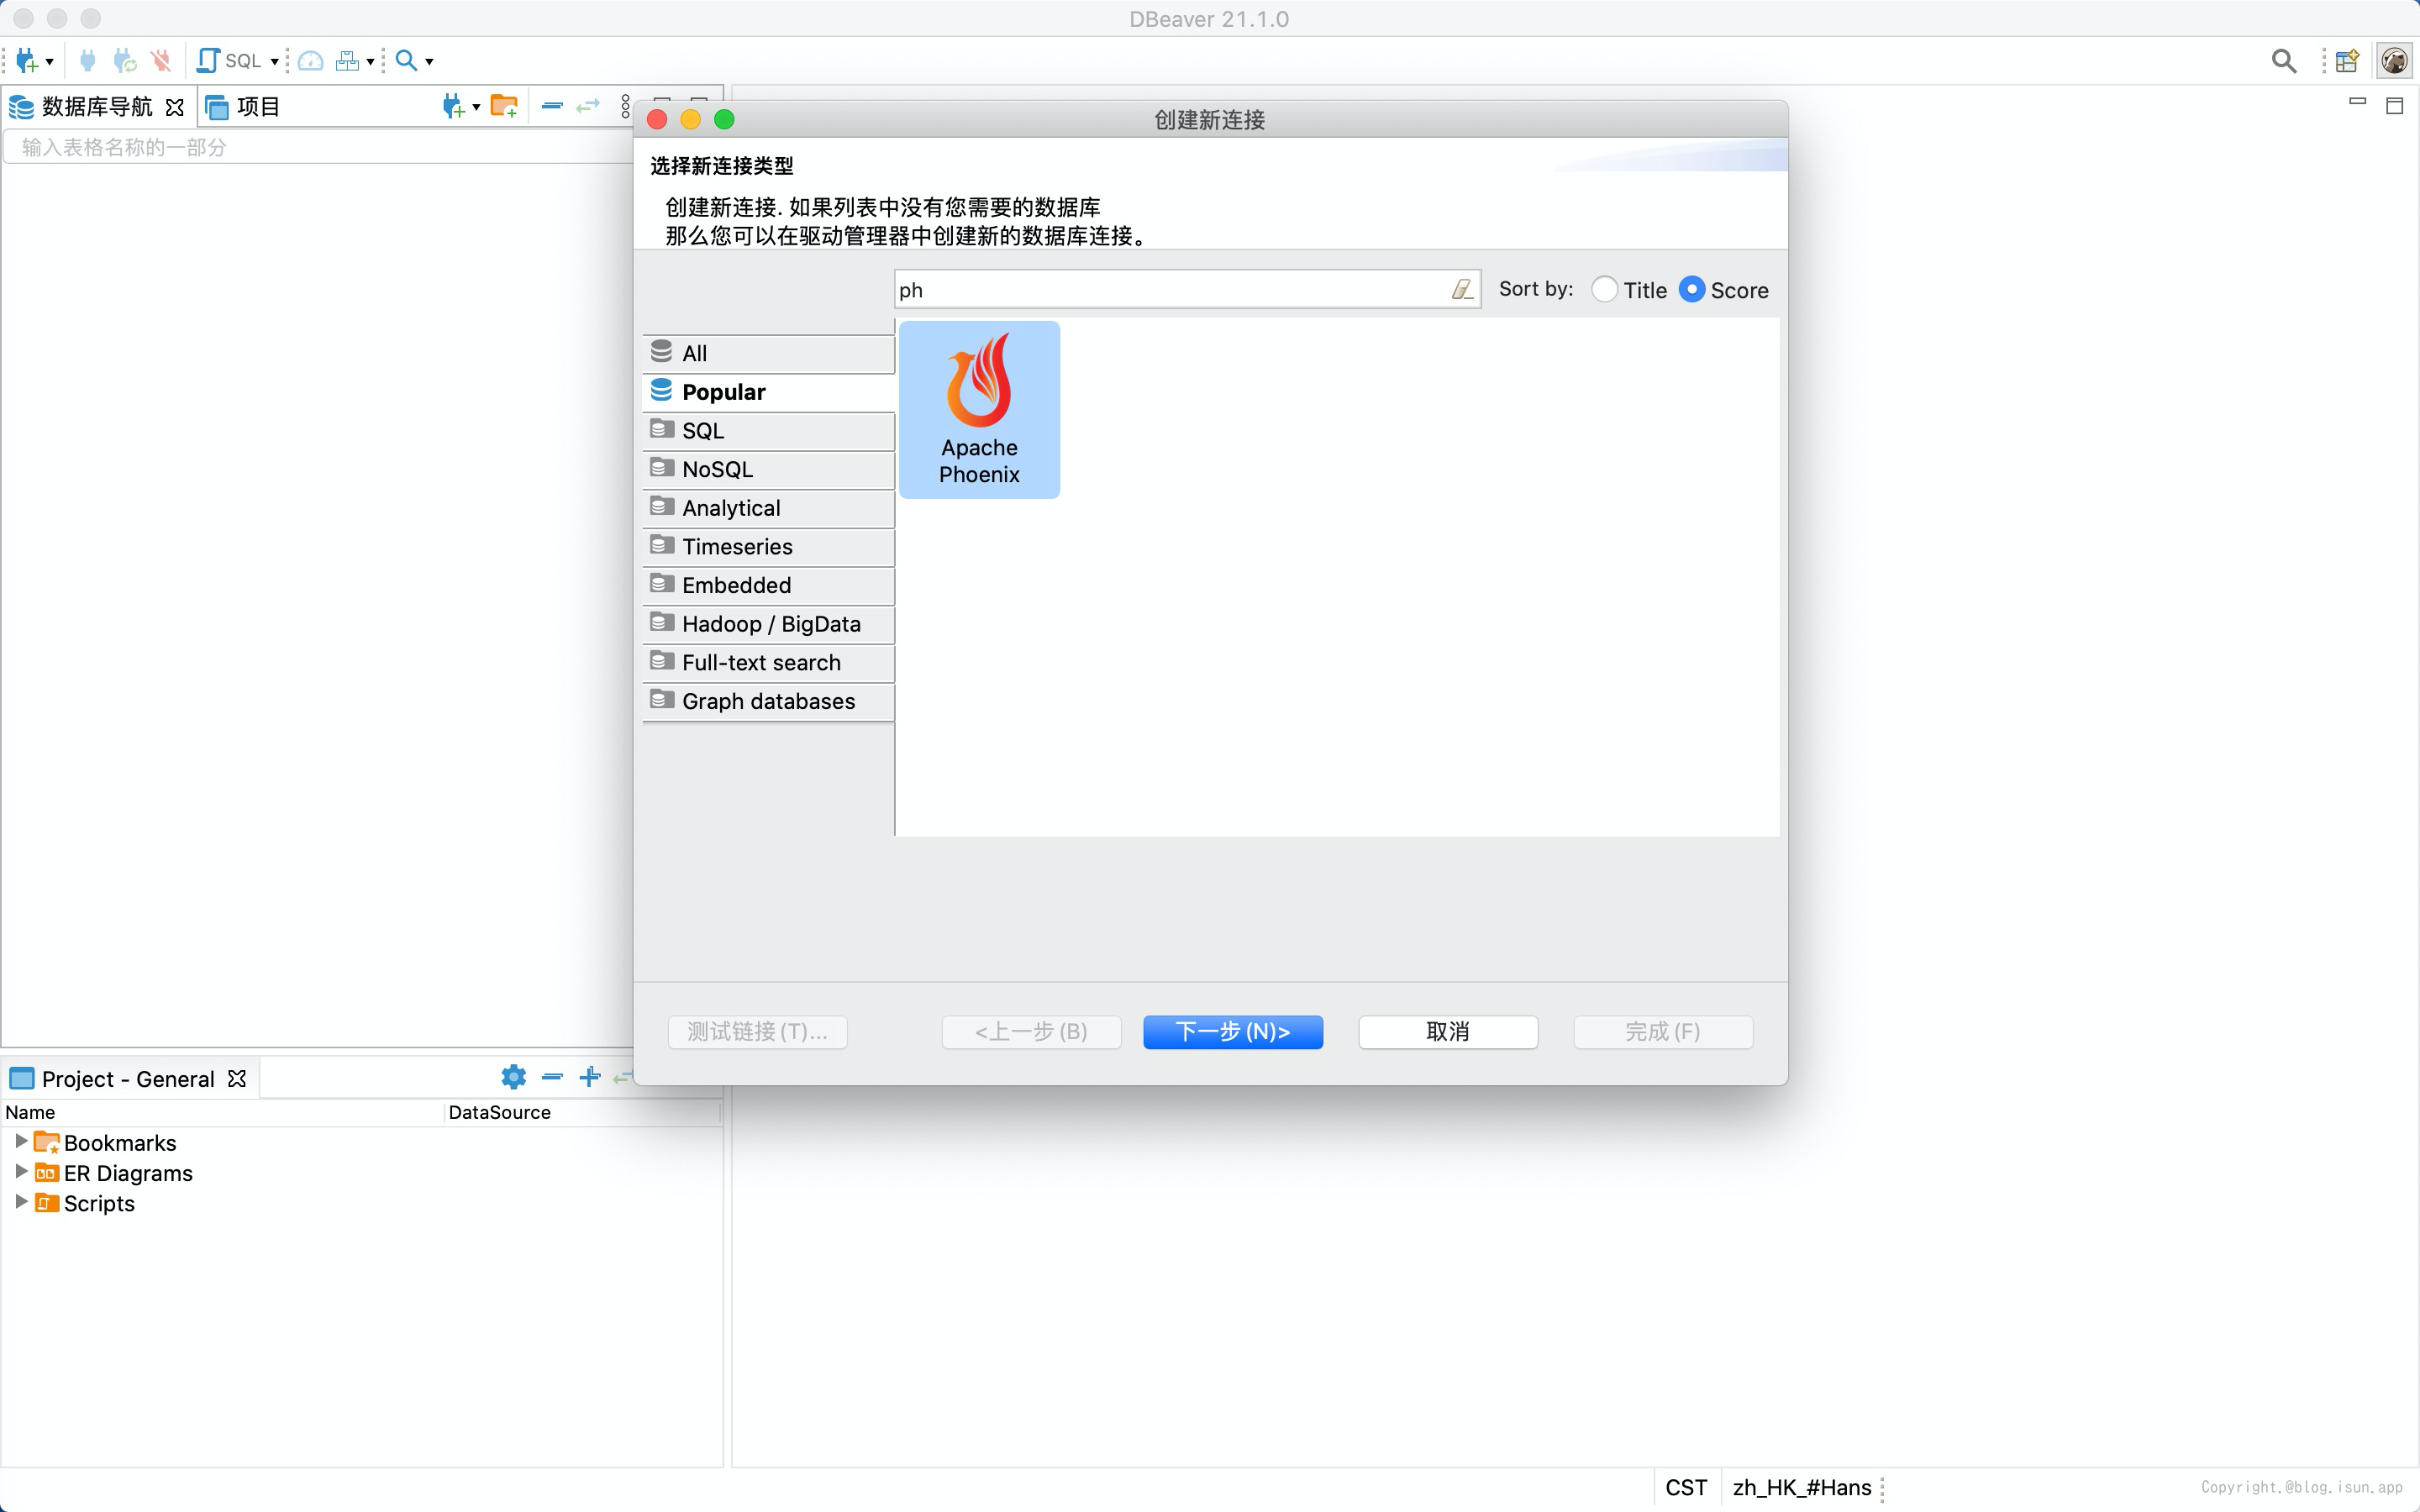 DBeaver 21.1.0
SQL
数据库导航
项目
输入表格名称的一部分
创建新连接
选择新连接类型
创建新连接. 如果列表中没有您需要的数据库
那么您可以在驱动管理器中创建新的数据库连接。
ph
Sort by: Title Score
All
Popular
SQL
NoSQL
Analytical
Timeseries
Embedded
Hadoop / BigData
Full-text search
Graph databases
Apache
Phoenix
测试链接(T)...
<上一步(B)
下一步(N)>
取消
完成(F)
Project - General
Name DataSource
Bookmarks
ER Diagrams
Scripts
CST zh_HK_#Hans
Copyright.@blog.isun.app